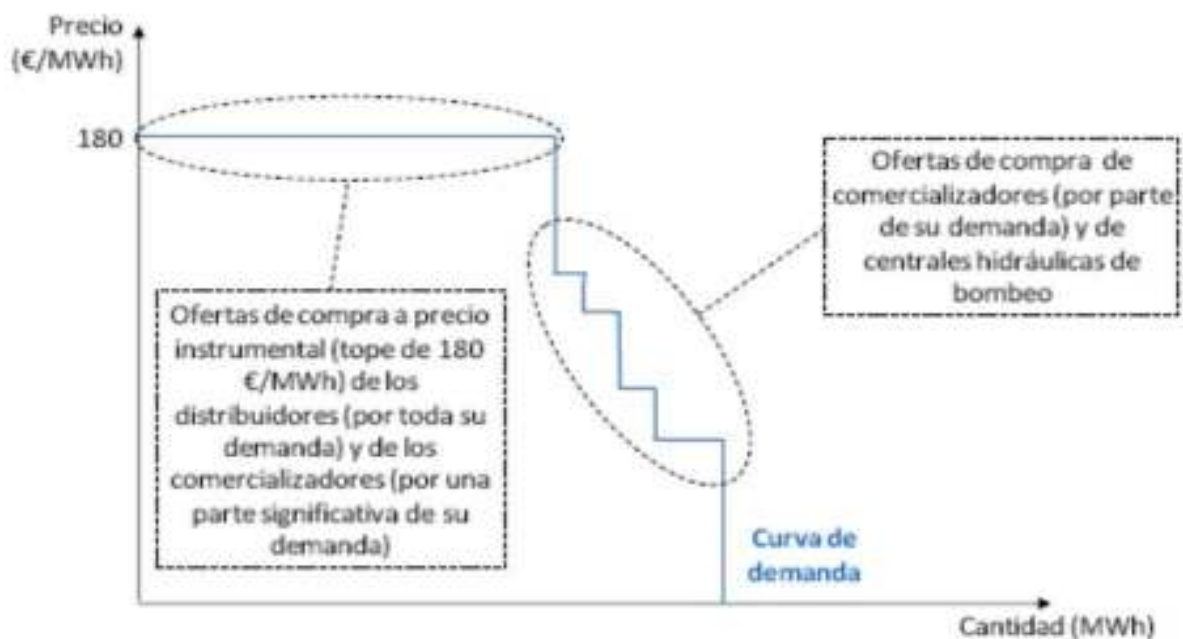 Precio
(€/MWh)
180
Ofertas de compra de
comercializadores (por parte
de su demanda) y de
centrales hidráulicas de
bombeo
Ofertas de compra a precio
instrumental (tope de 180
€/MWh) de los
distribuidores (por toda su
demanda) y de los
comercializadores (por una
parte significativa de su
demanda)
Curva de
demanda
Cantidad (MWh)